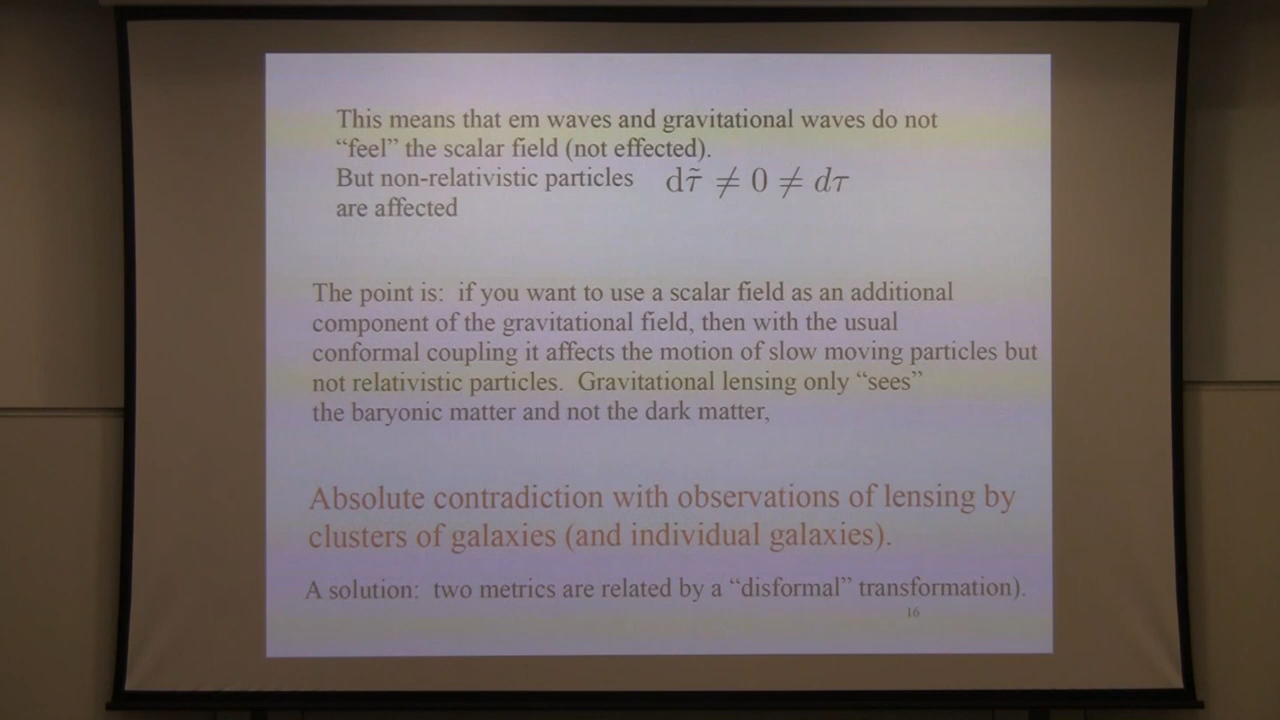 This means that em waves and gravitational waves do not
“feel” the scalar field (not effected).
But non-relativistic particles d\tilde{τ} ≠ 0 ≠ dτ
are affected
The point is: if you want to use a scalar field as an additional
component of the gravitational field, then with the usual
conformal coupling it affects the motion of slow moving particles but
not relativistic particles. Gravitational lensing only “sees”
the baryonic matter and not the dark matter,
Absolute contradiction with observations of lensing by
clusters of galaxies (and individual galaxies).
A solution: two metrics are related by a “disformal” transformation).
16